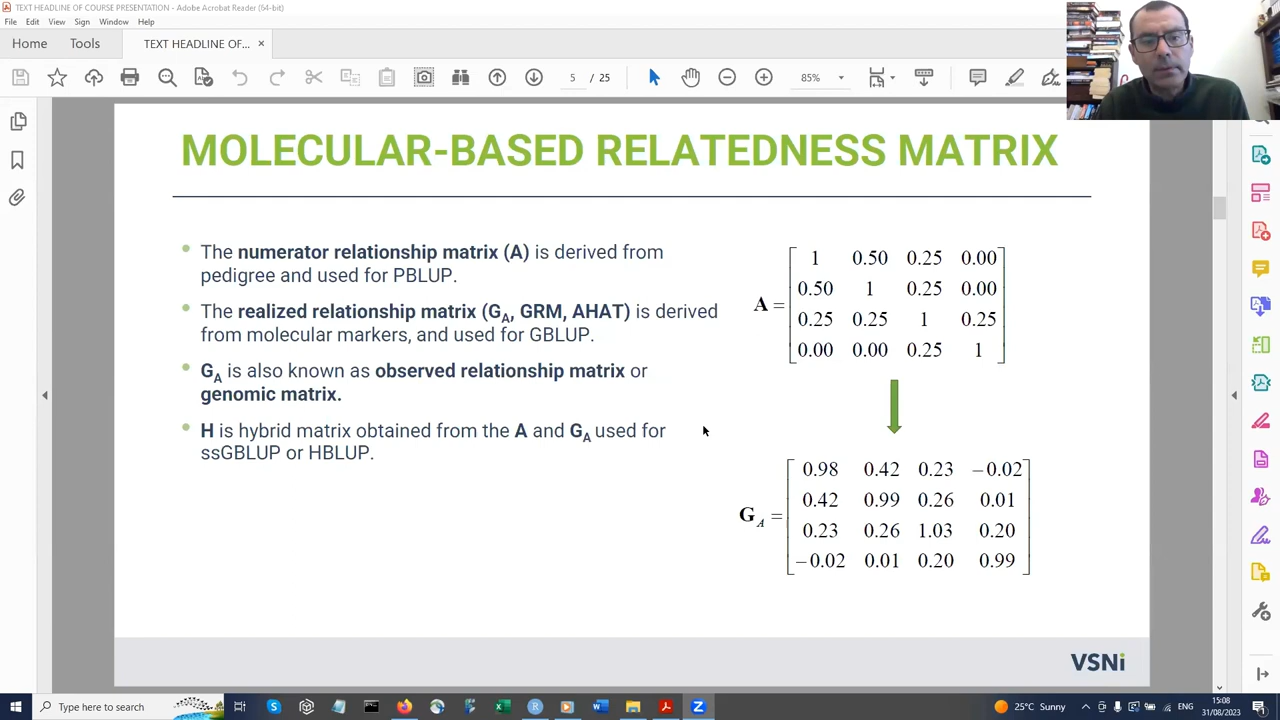 TEXT HEADLINE OF COURSE PRESENTATION - Adobe Acrobat Reader (64-bit)
File Edit View Sign Window Help
Home Tools TEXT HEADLINE OF... ×
/ 25 85%
MOLECULAR-BASED RELATEDNESS MATRIX
• The numerator relationship matrix (A) is derived from
pedigree and used for PBLUP.
• The realized relationship matrix (GA, GRM, AHAT) is derived
from molecular markers, and used for GBLUP.
• GA is also known as observed relationship matrix or
genomic matrix.
• H is hybrid matrix obtained from the A and GA used for
ssGBLUP or HBLUP.
A =
1 0.50 0.25 0.00
0.50 1 0.25 0.00
0.25 0.25 1 0.25
0.00 0.00 0.25 1
GA =
0.98 0.42 0.23 −0.02
0.42 0.99 0.26 0.01
0.23 0.26 1.03 0.20
−0.02 0.01 0.20 0.99
VSNi
Type here to search
25°C Sunny
ENG
15:08
31/08/2023